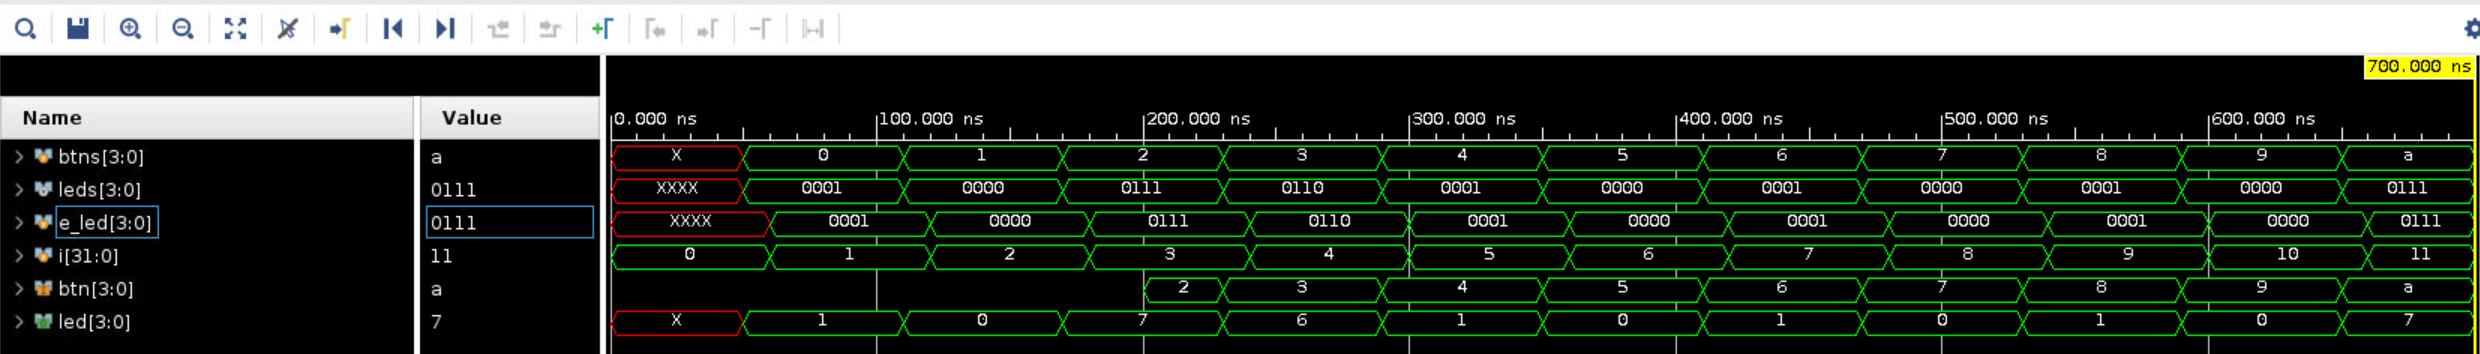 700.000 ns
Name Value 0.000 ns 100.000 ns 200.000 ns 300.000 ns 400.000 ns 500.000 ns 600.000 ns
btns[3:0] a X 0 1 2 3 4 5 6 7 8 9 a
leds[3:0] 0111 XXXX 0001 0000 0111 0110 0001 0000 0001 0000 0001 0000 0111
e_led[3:0] 0111 XXXX 0001 0000 0111 0110 0001 0000 0001 0000 0001 0000 0111
i[31:0] 11 0 1 2 3 4 5 6 7 8 9 10 11
btn[3:0] a 2 3 4 5 6 7 8 9 a
led[3:0] 7 X 1 0 7 6 1 0 1 0 1 0 7